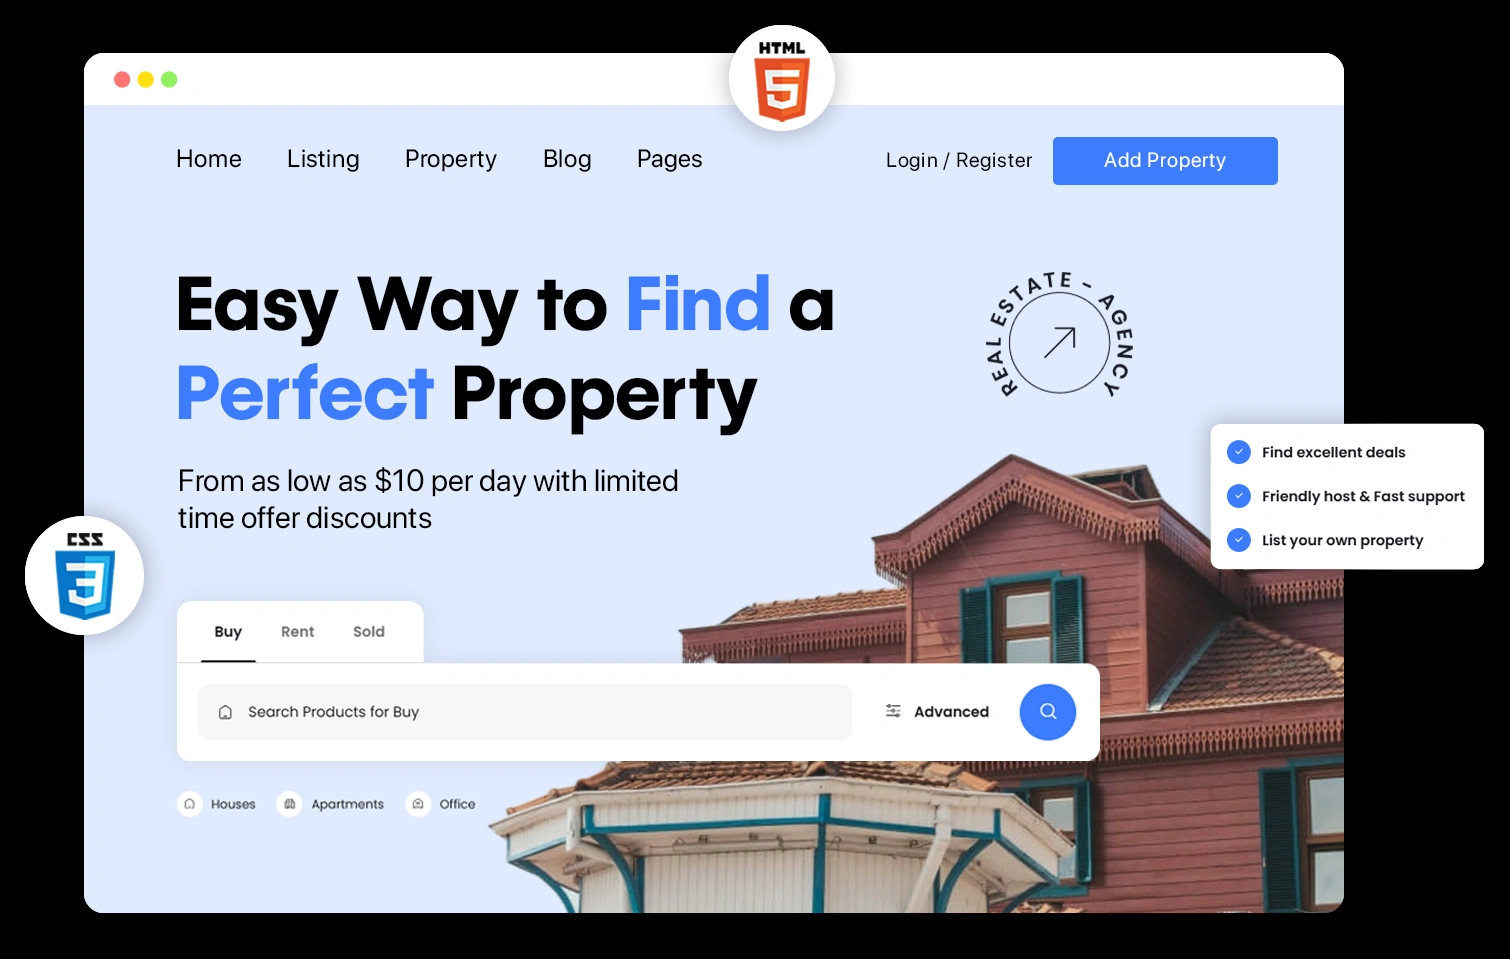 HTML
5
Home Listing Property Blog Pages Login / Register Add Property
Easy Way to Find a
Perfect Property
REAL ESTATE - AGENCY
From as low as $10 per day with limited
time offer discounts
Find excellent deals
Friendly host & Fast support
List your own property
CSS
3
Buy Rent Sold
Search Products for Buy Advanced
Houses Apartments Office